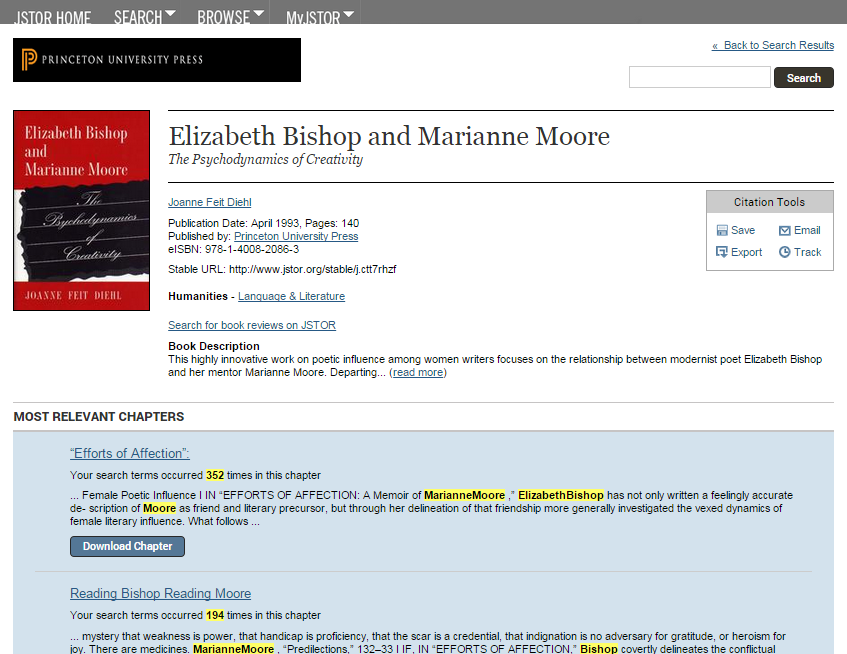 JSTOR HOME SEARCH BROWSE MyJSTOR
PRINCETON UNIVERSITY PRESS
« Back to Search Results
Search
Elizabeth Bishop
and
Marianne Moore
The
Psychodynamics
of
Creativity
JOANNE FEIT DIEHL
Elizabeth Bishop and Marianne Moore
The Psychodynamics of Creativity
Joanne Feit Diehl
Publication Date: April 1993, Pages: 140
Published by: Princeton University Press
eISBN: 978-1-4008-2086-3
Stable URL: http://www.jstor.org/stable/j.ctt7rhzf
Humanities - Language & Literature
Search for book reviews on JSTOR
Book Description
This highly innovative work on poetic influence among women writers focuses on the relationship between modernist poet Elizabeth Bishop
and her mentor Marianne Moore. Departing... (read more)
Citation Tools
Save Email
Export Track
MOST RELEVANT CHAPTERS
“Efforts of Affection”:
Your search terms occurred 352 times in this chapter
... Female Poetic Influence I IN “EFFORTS OF AFFECTION: A Memoir of MarianneMoore ,” ElizabethBishop has not only written a feelingly accurate
de- scription of Moore as friend and literary precursor, but through her delineation of that friendship more generally investigated the vexed dynamics of
female literary influence. What follows ...
Download Chapter
Reading Bishop Reading Moore
Your search terms occurred 194 times in this chapter
... mystery that weakness is power, that handicap is proficiency, that the scar is a credential, that indignation is no adversary for gratitude, or heroism for
joy. There are medicines. MarianneMoore , “Predilections,” 132–33 I IF, IN “EFFORTS OF AFFECTION,” Bishop covertly delineates the conflictual